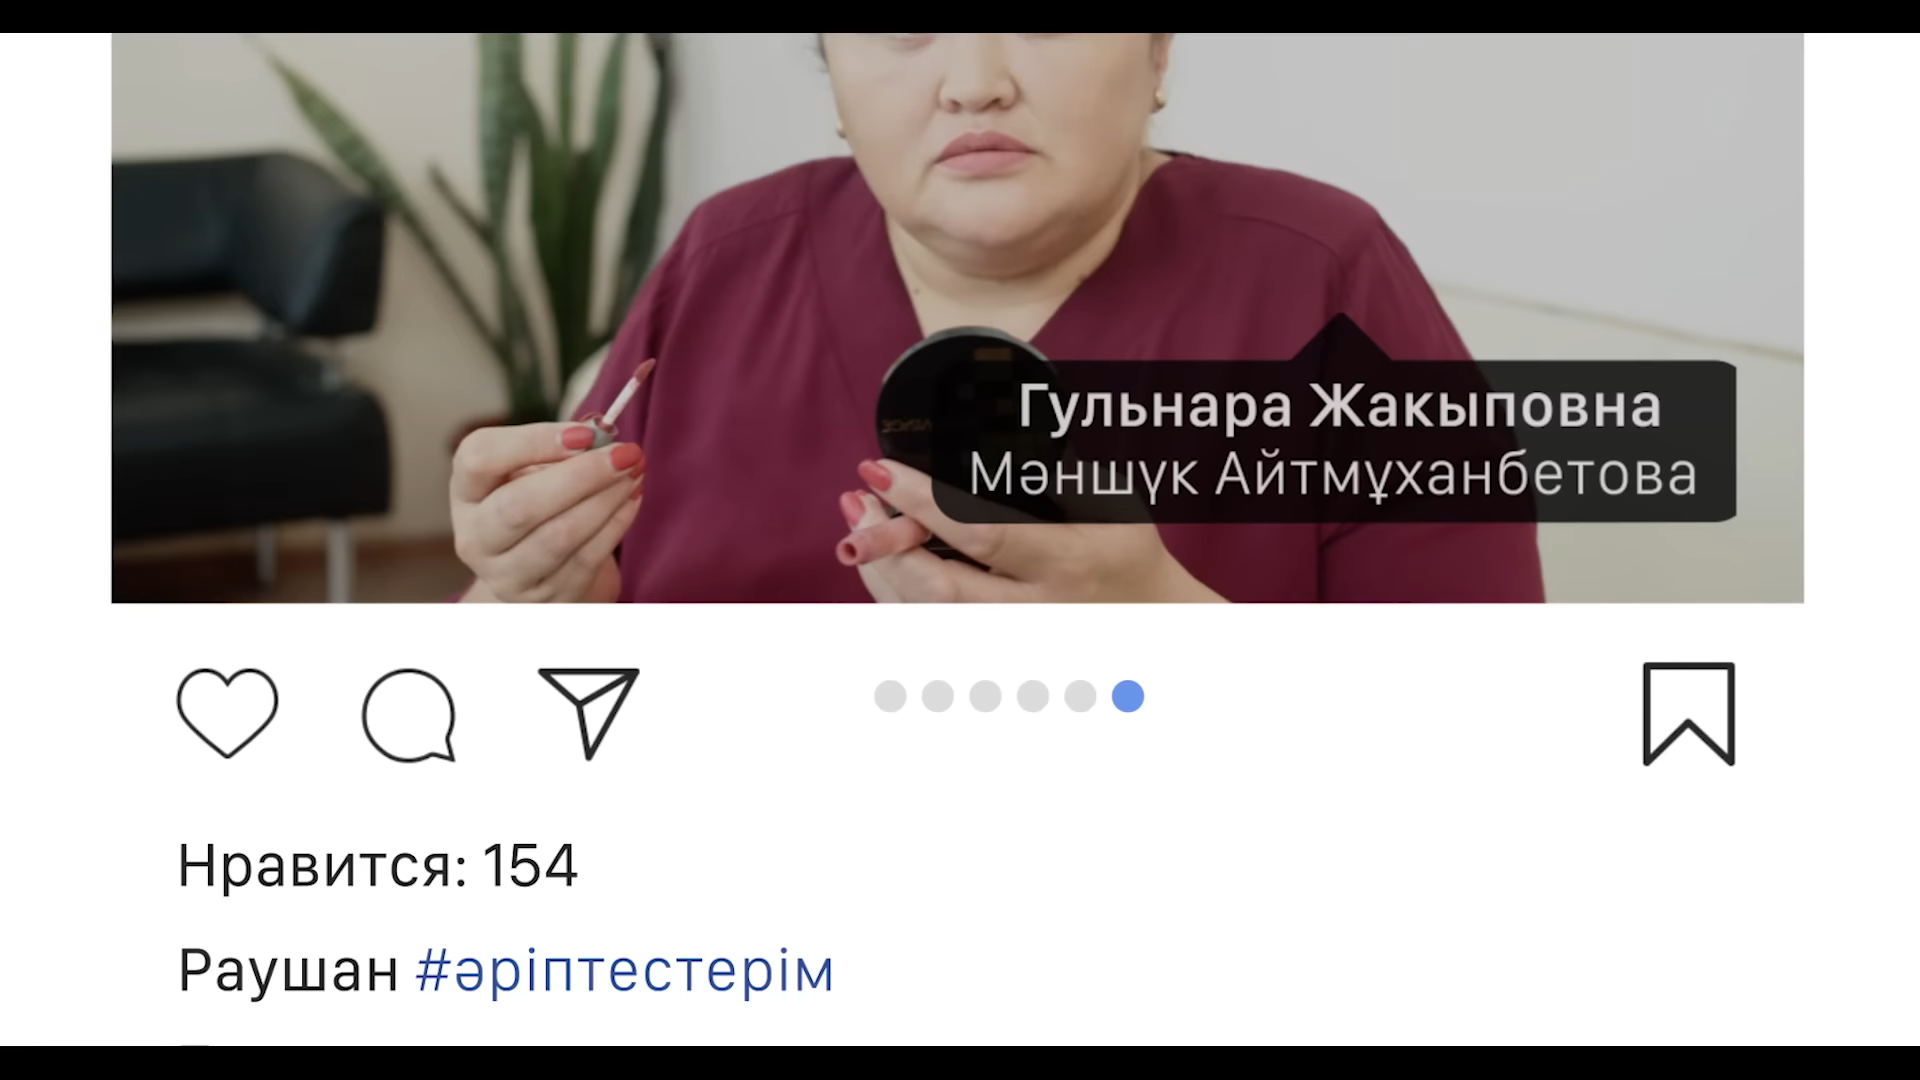 Гульнара Жакыповна
Мәншүк Айтмұханбетова
Нравится: 154
Раушан #әріптестерім